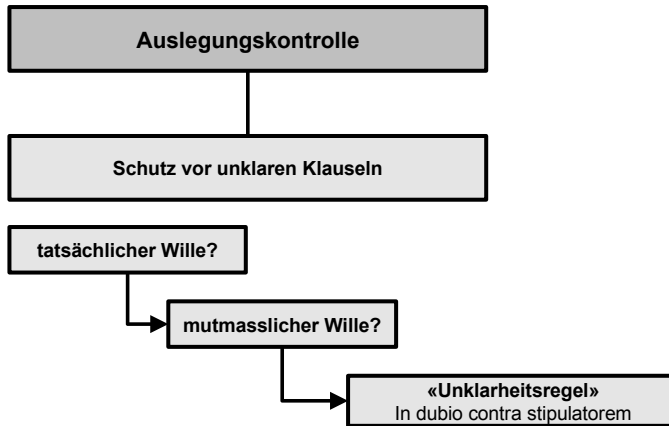 Auslegungskontrolle
Schutz vor unklaren Klauseln
tatsächlicher Wille?
mutmasslicher Wille?
«Unklarheitsregel»
In dubio contra stipulatorem